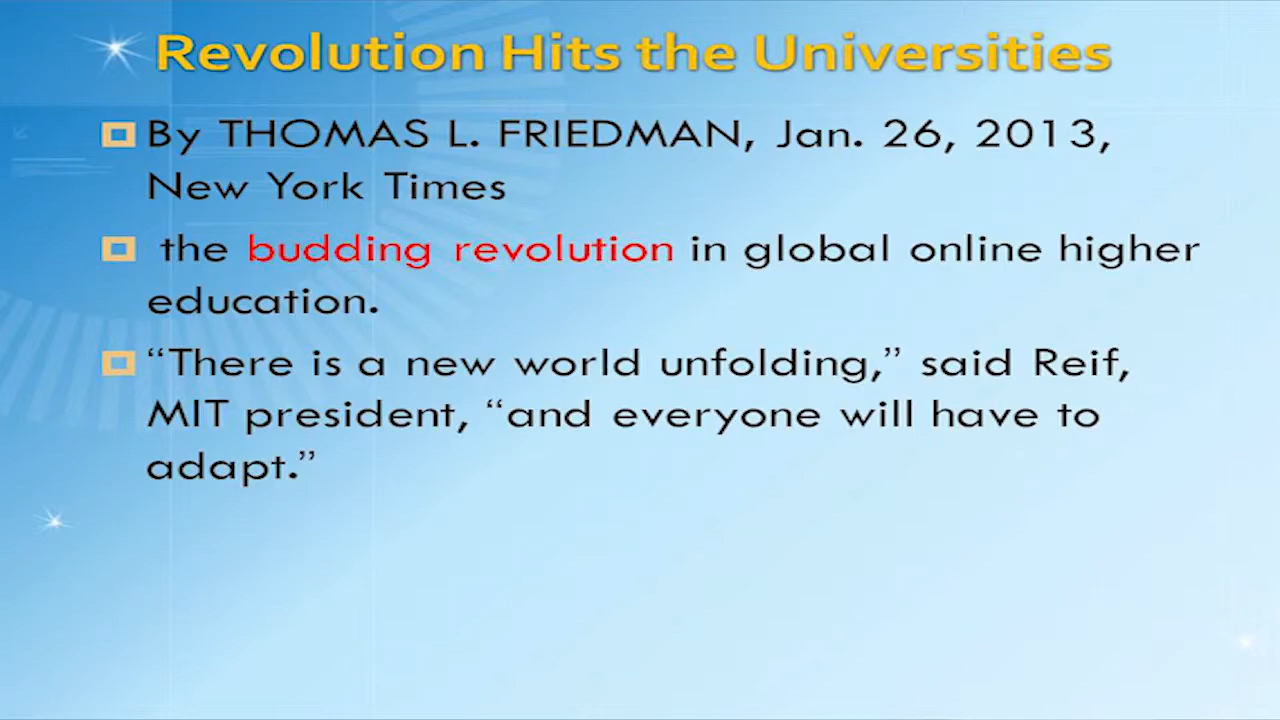 Revolution Hits the Universities
By THOMAS L. FRIEDMAN, Jan. 26, 2013,
New York Times
the budding revolution in global online higher
education.
“There is a new world unfolding,” said Reif,
MIT president, “and everyone will have to
adapt.”